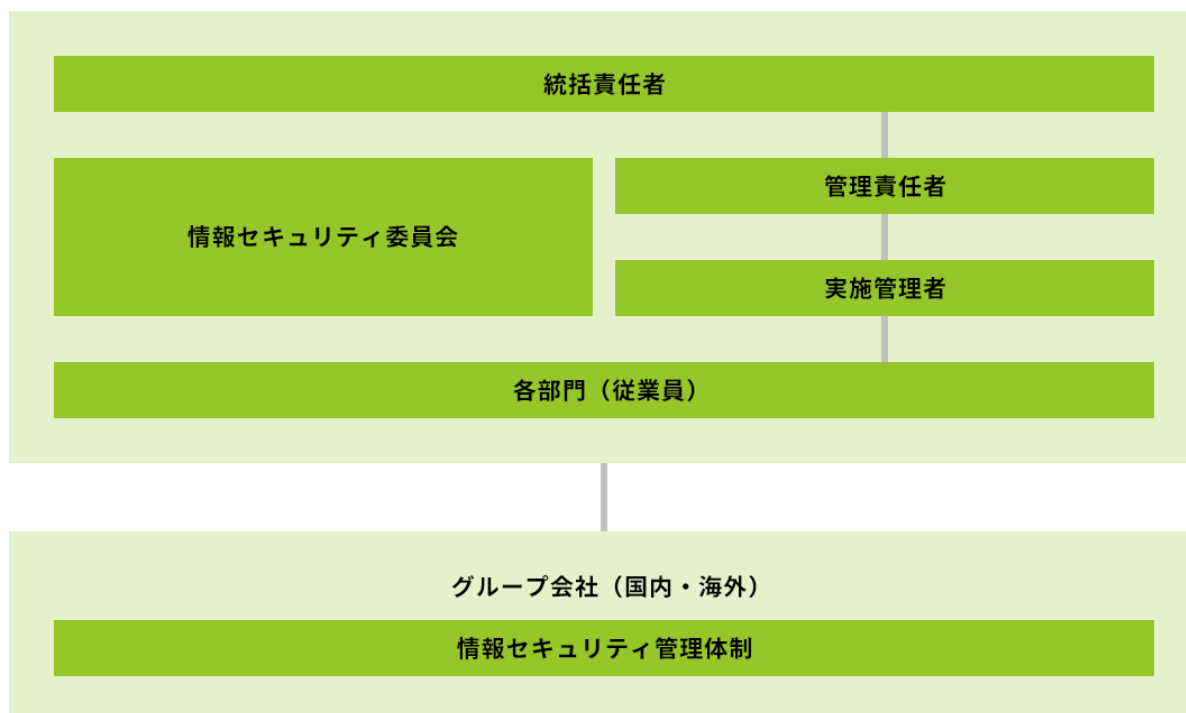 統括責任者
情報セキュリティ委員会
管理責任者
実施管理者
各部門（従業員）
グループ会社（国内・海外）
情報セキュリティ管理体制